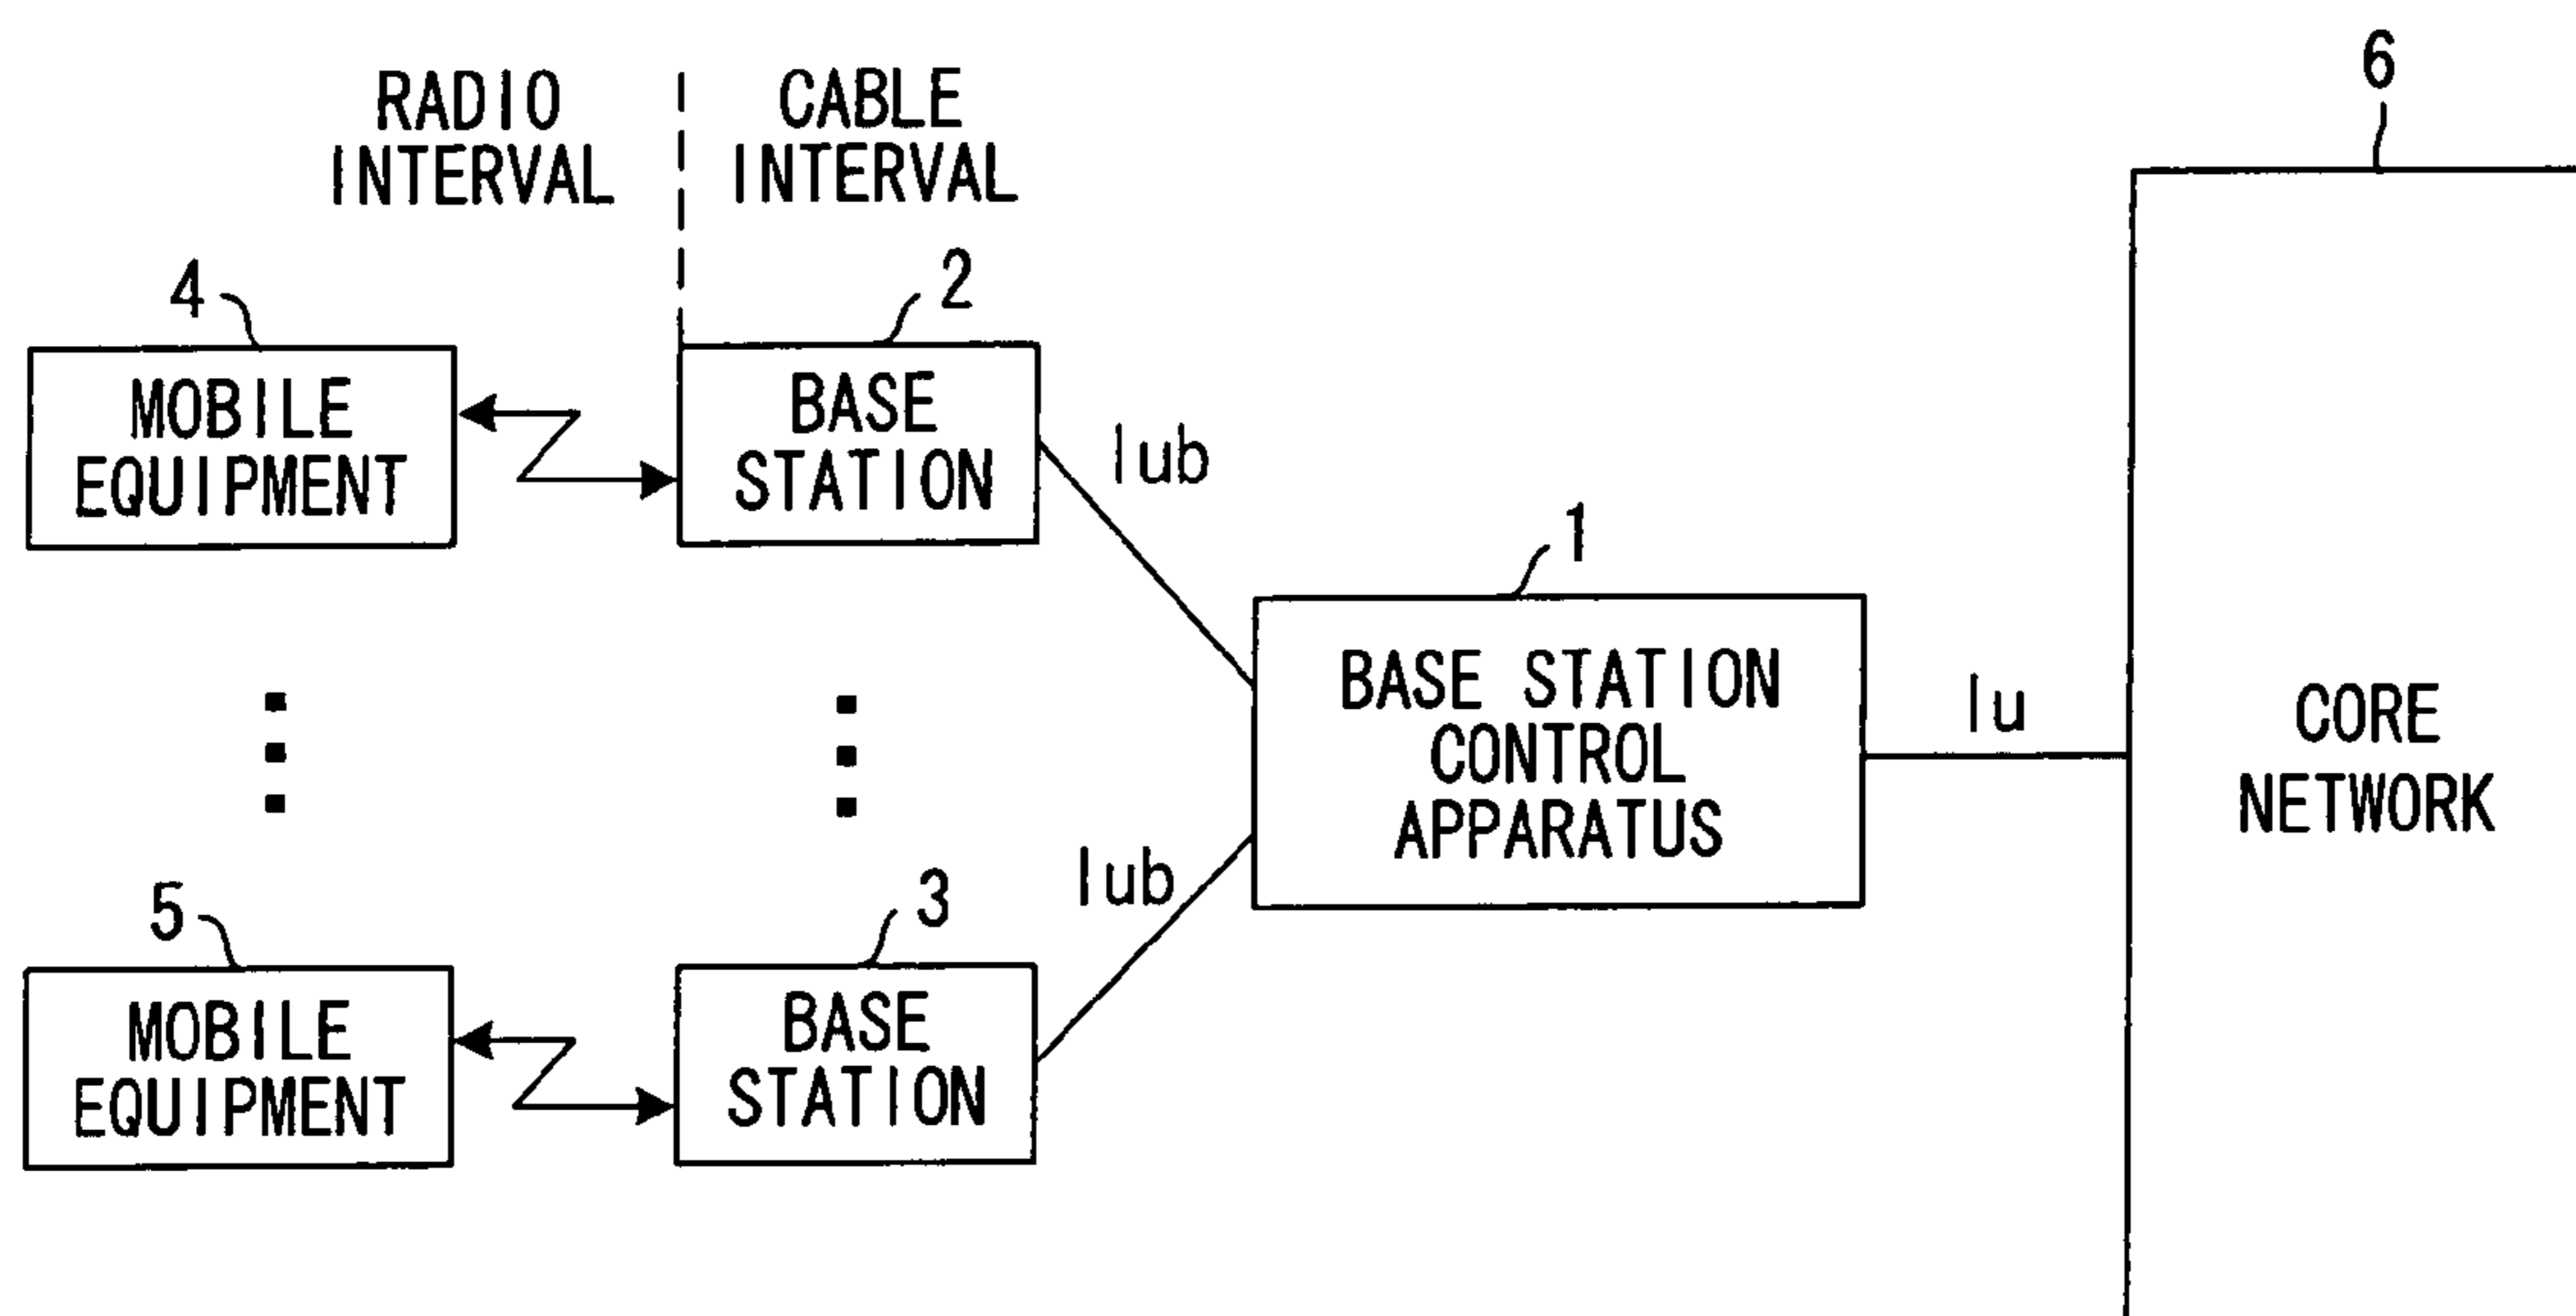 6
RADIO
INTERVAL
CABLE
INTERVAL
4
2
MOBILE
EQUIPMENT
BASE
STATION
Iub
1
BASE STATION
CONTROL
APPARATUS
Iu
CORE
NETWORK
5
3
Iub
MOBILE
EQUIPMENT
BASE
STATION